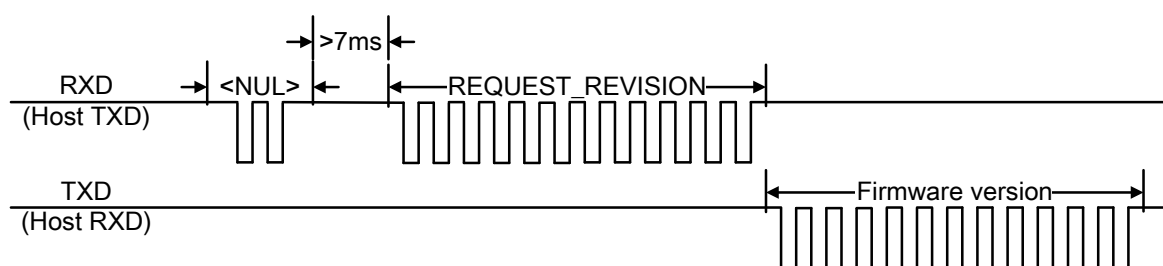 >7ms
RXD <NUL> REQUEST_REVISION
(Host TXD)
TXD Firmware version
(Host RXD)